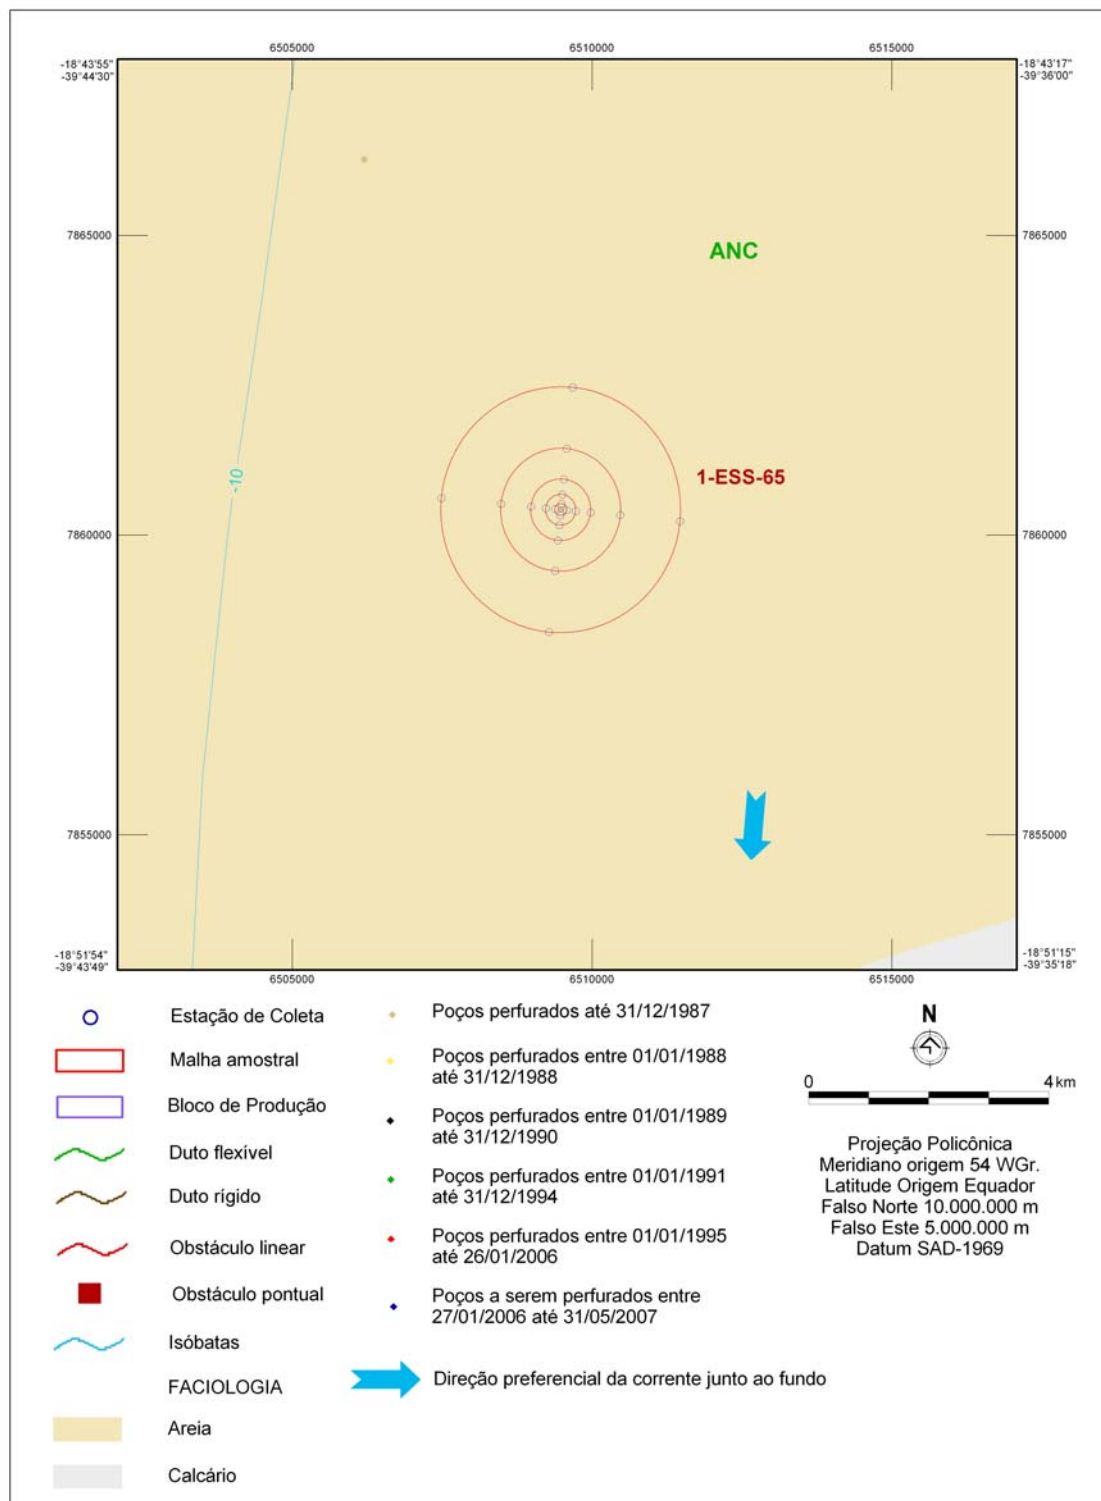 6505000 6510000 6515000
-18°43'55" -18°43'17"
-39°44'30" -39°36'00"
7865000 7865000
ANC
1-ESS-65
-10
7860000 7860000
7855000 7855000
-18°51'54" -18°51'15"
-39°43'49" -39°35'18"
6505000 6510000 6515000
Estação de Coleta
Malha amostral
Bloco de Produção
Duto flexível
Duto rígido
Obstáculo linear
Obstáculo pontual
Isóbatas
FACIOLOGIA
Areia
Calcário
Poços perfurados até 31/12/1987
Poços perfurados entre 01/01/1988
até 31/12/1988
Poços perfurados entre 01/01/1989
até 31/12/1990
Poços perfurados entre 01/01/1991
até 31/12/1994
Poços perfurados entre 01/01/1995
até 26/01/2006
Poços a serem perfurados entre
27/01/2006 até 31/05/2007
Direção preferencial da corrente junto ao fundo
N
0 4 km
Projeção Policônica
Meridiano origem 54 WGr.
Latitude Origem Equador
Falso Norte 10.000.000 m
Falso Este 5.000.000 m
Datum SAD-1969